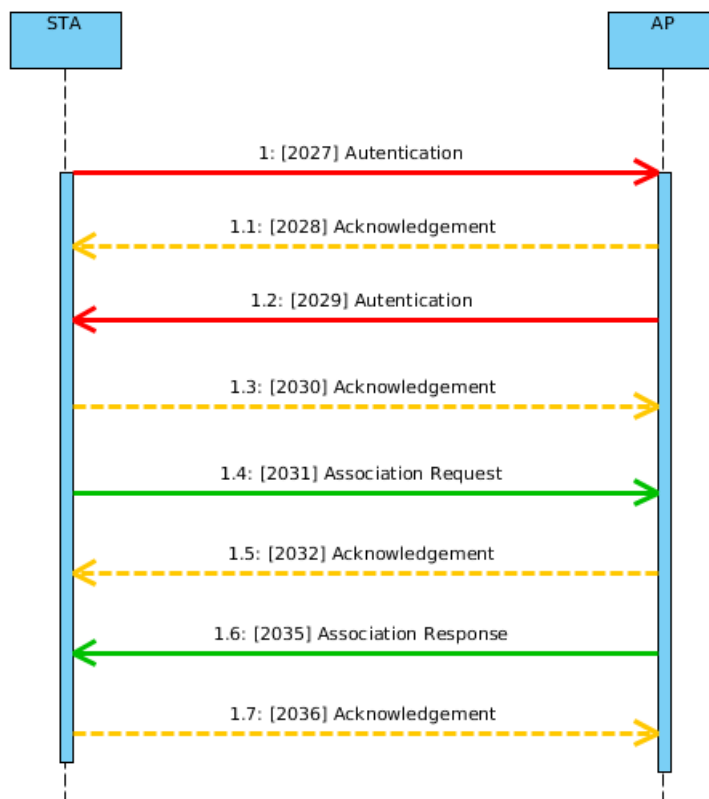 STA
AP
1: [2027] Autentication
1.1: [2028] Acknowledgement
1.2: [2029] Autentication
1.3: [2030] Acknowledgement
1.4: [2031] Association Request
1.5: [2032] Acknowledgement
1.6: [2035] Association Response
1.7: [2036] Acknowledgement